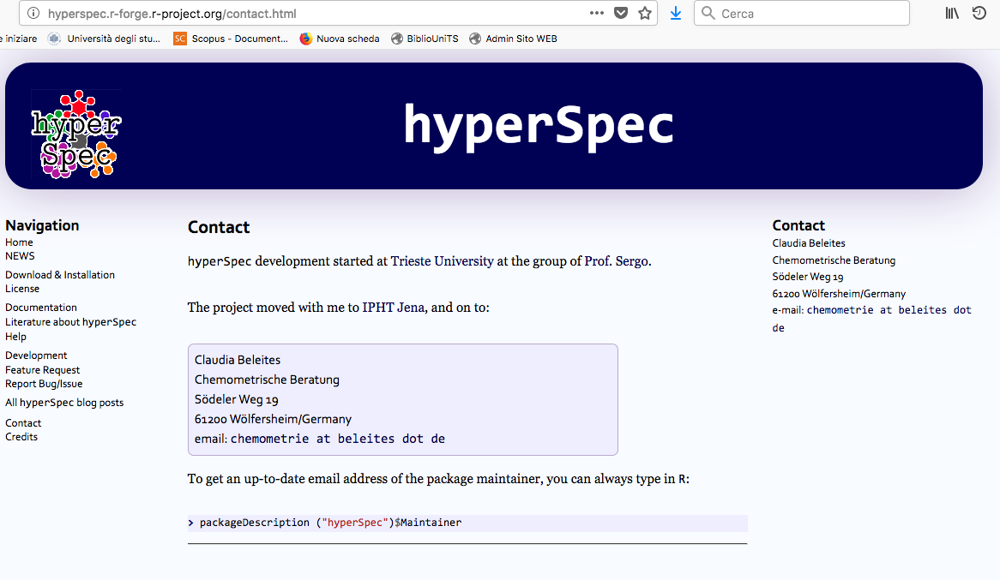 hyperspec.r-forge.r-project.org/contact.html
Cerca
e iniziare
Università degli stu...
SC Scopus - Document...
Nuova scheda
BiblioUniTS
Admin Sito WEB
hyper
Spec
hyperSpec
Navigation
Home
NEWS
Download & Installation
License
Documentation
Literature about hyperSpec
Help
Development
Feature Request
Report Bug/Issue
All hyperSpec blog posts
Contact
Credits
Contact
hyperSpec development started at Trieste University at the group of Prof. Sergo.
The project moved with me to IPHT Jena, and on to:
Claudia Beleites
Chemometrische Beratung
Södeler Weg 19
61200 Wölfersheim/Germany
email: chemometrie at beleites dot de
To get an up-to-date email address of the package maintainer, you can always type in R:
> packageDescription ("hyperSpec")$Maintainer
Contact
Claudia Beleites
Chemometrische Beratung
Södeler Weg 19
61200 Wölfersheim/Germany
e-mail: chemometrie at beleites dot
de